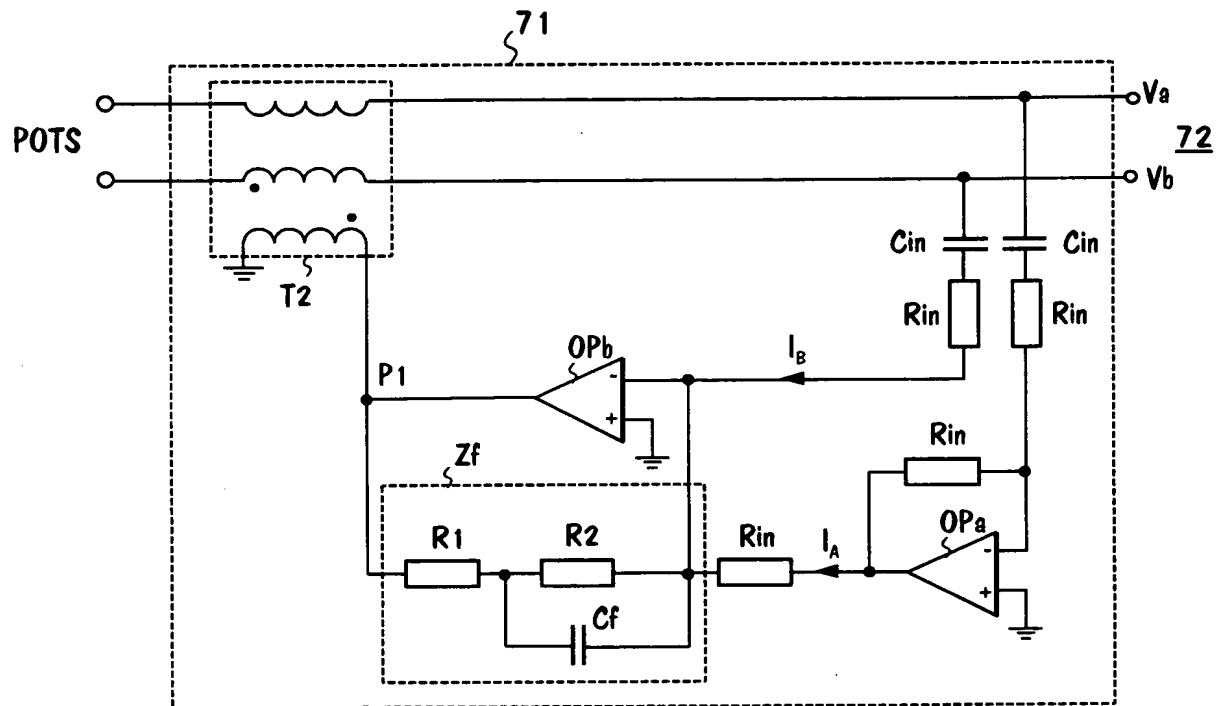 71
Va
POTS
72
Vb
Cin
Cin
T2
Rin
Rin
OPb
IB
P1
-
+
Rin
Zf
OPa
R1
R2
Rin
IA
-
+
Cf